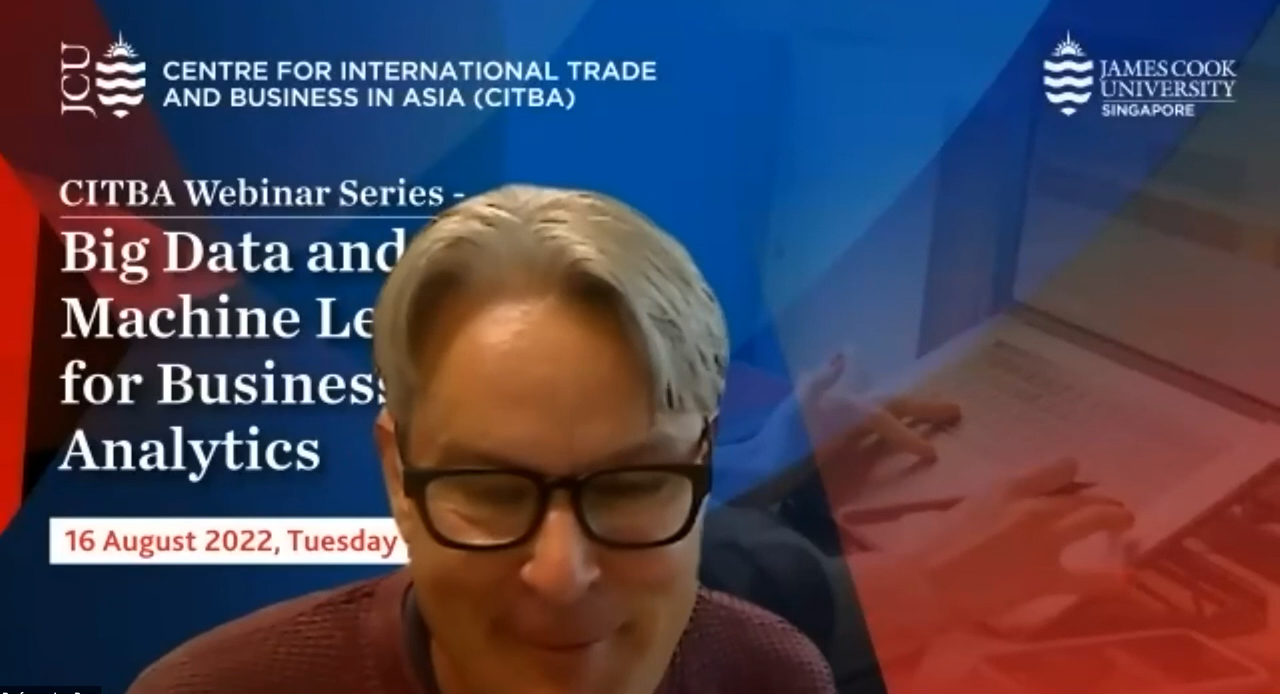 JCU
CENTRE FOR INTERNATIONAL TRADE
AND BUSINESS IN ASIA (CITBA)
JAMES COOK
UNIVERSITY
SINGAPORE
CITBA Webinar Series -
Big Data and
Machine Le
for Business
Analytics
16 August 2022, Tuesday